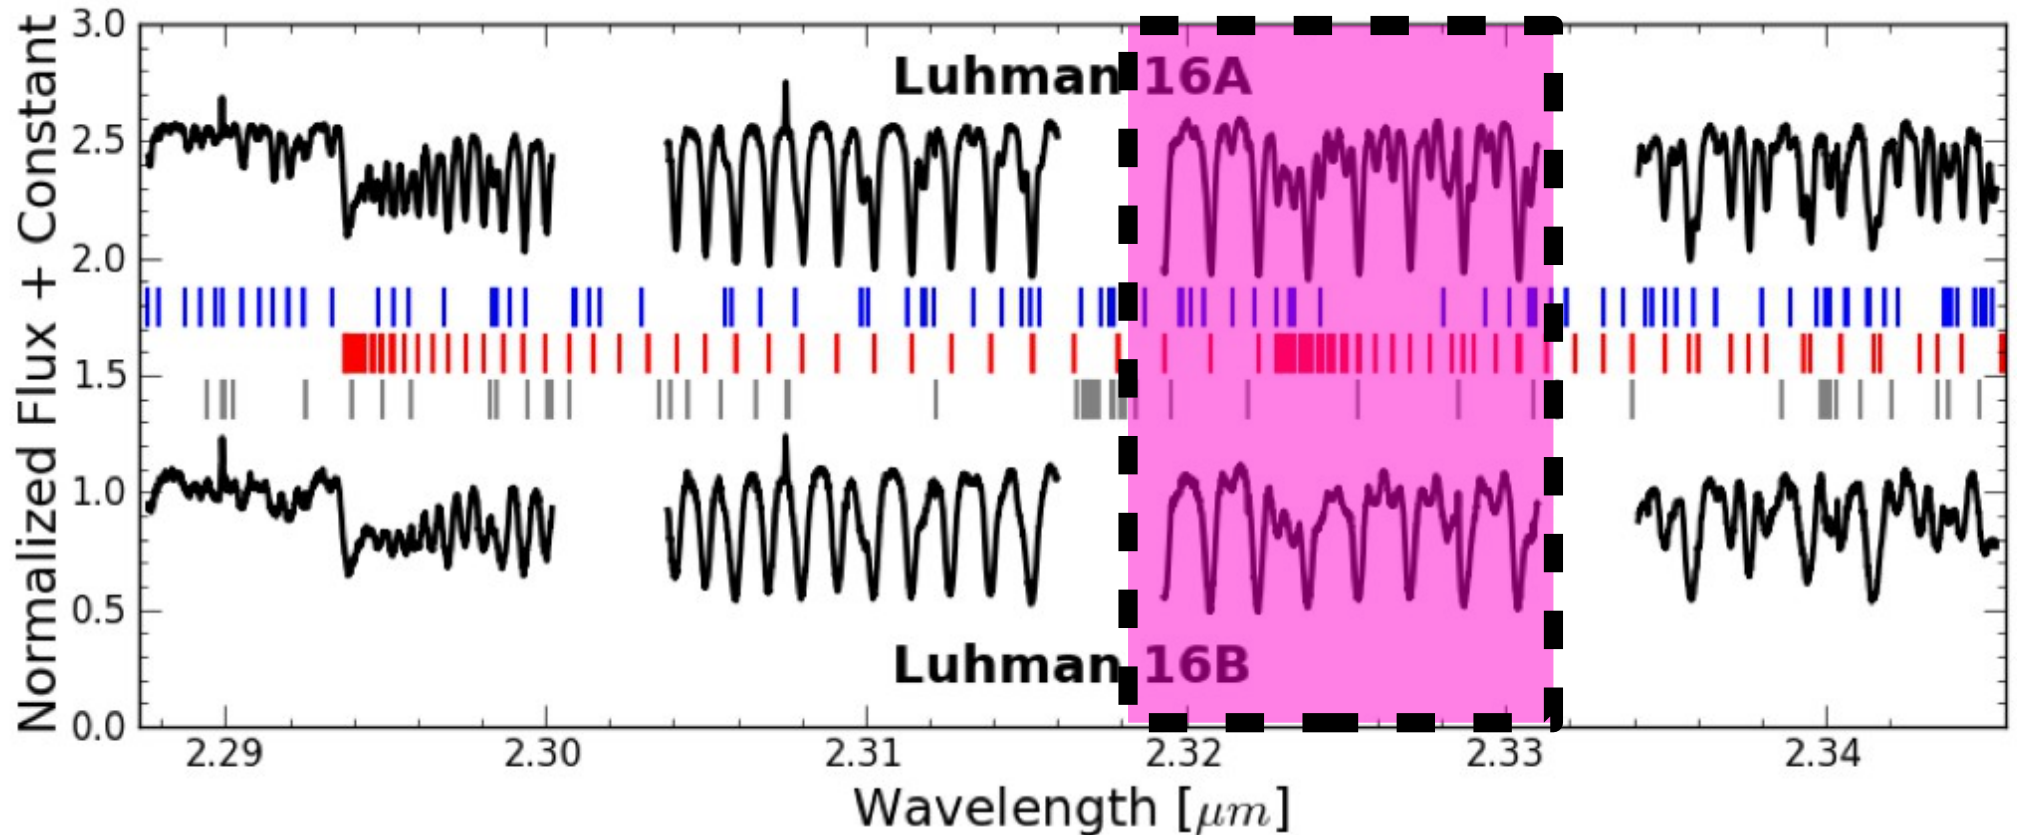 3.0
2.5
2.0
1.5
1.0
0.5
0.0
Normalized Flux + Constant
Luhman 16A
Luhman 16B
2.29 2.30 2.31 2.32 2.33 2.34
Wavelength [μm]